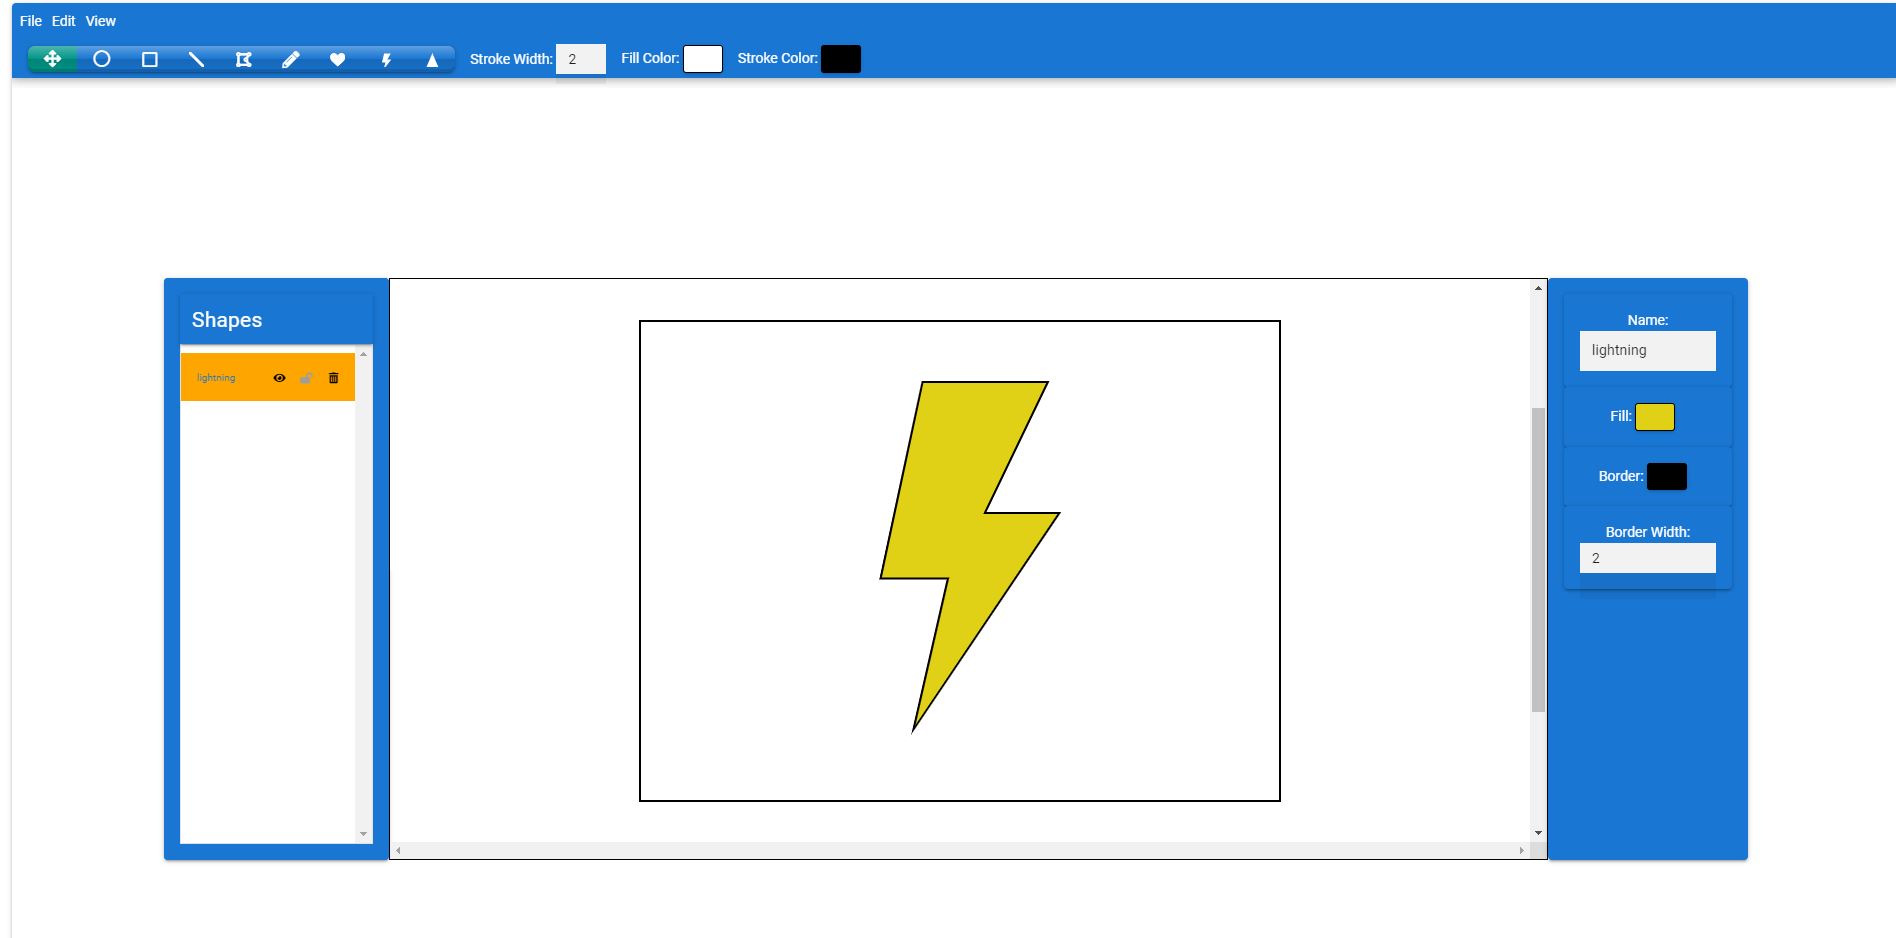 File Edit View
Stroke Width: 2 Fill Color: Stroke Color:
Shapes
lightning
Name:
lightning
Fill:
Border:
Border Width:
2